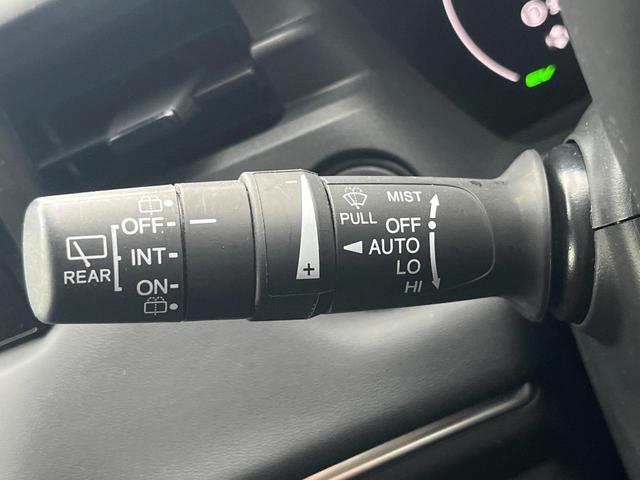 REAR
OFF
INT
ON
−
+
PULL
MIST
OFF
AUTO
LO
HI